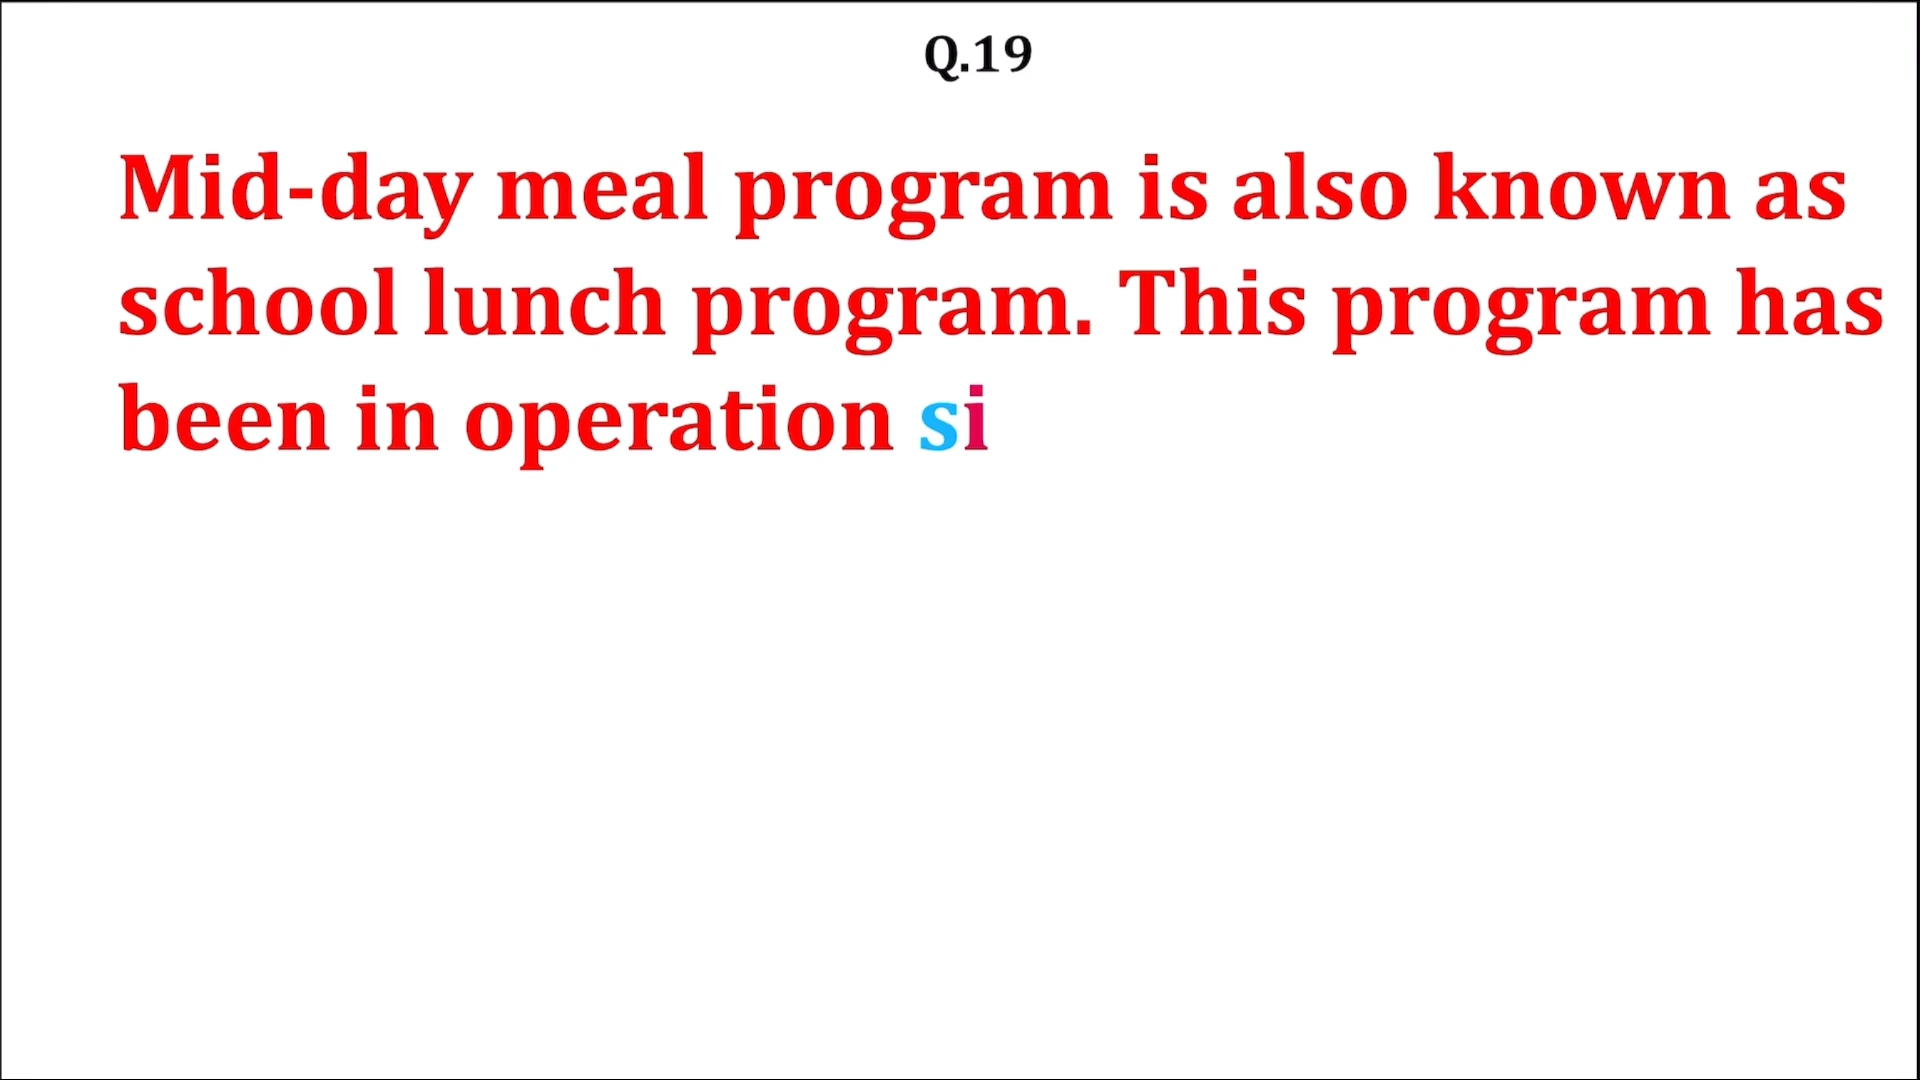 Q.19
Mid-day meal program is also known as
school lunch program. This program has
been in operation si